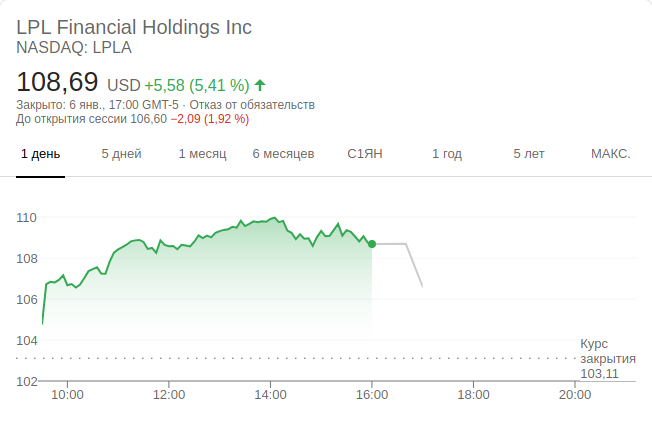 LPL Financial Holdings Inc
NASDAQ: LPLA
108,69 USD +5,58 (5,41 %)
Закрыто: 6 янв., 17:00 GMT-5 · Отказ от обязательств
До открытия сессии 106,60 −2,09 (1,92 %)
1 день 5 дней 1 месяц 6 месяцев С1ЯН 1 год 5 лет МАКС.
110
108
106
104
Курс
закрытия
103,11
102
10:00 12:00 14:00 16:00 18:00 20:00